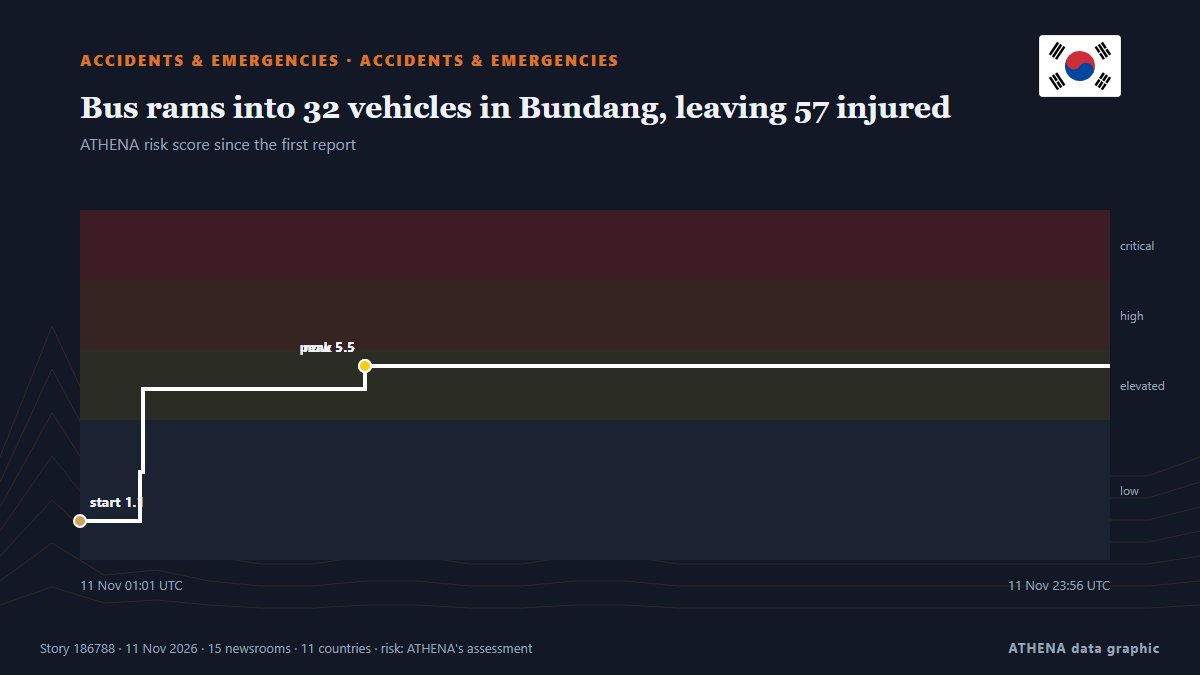 ACCIDENTS & EMERGENCIES · ACCIDENTS & EMERGENCIES
Bus rams into 32 vehicles in Bundang, leaving 57 injured
ATHENA risk score since the first report
critical
high
peak 5.5
elevated
start 1.1
low
11 Nov 01:01 UTC
11 Nov 23:56 UTC
Story 186788 · 11 Nov 2026 · 15 newsrooms · 11 countries · risk: ATHENA's assessment
ATHENA data graphic